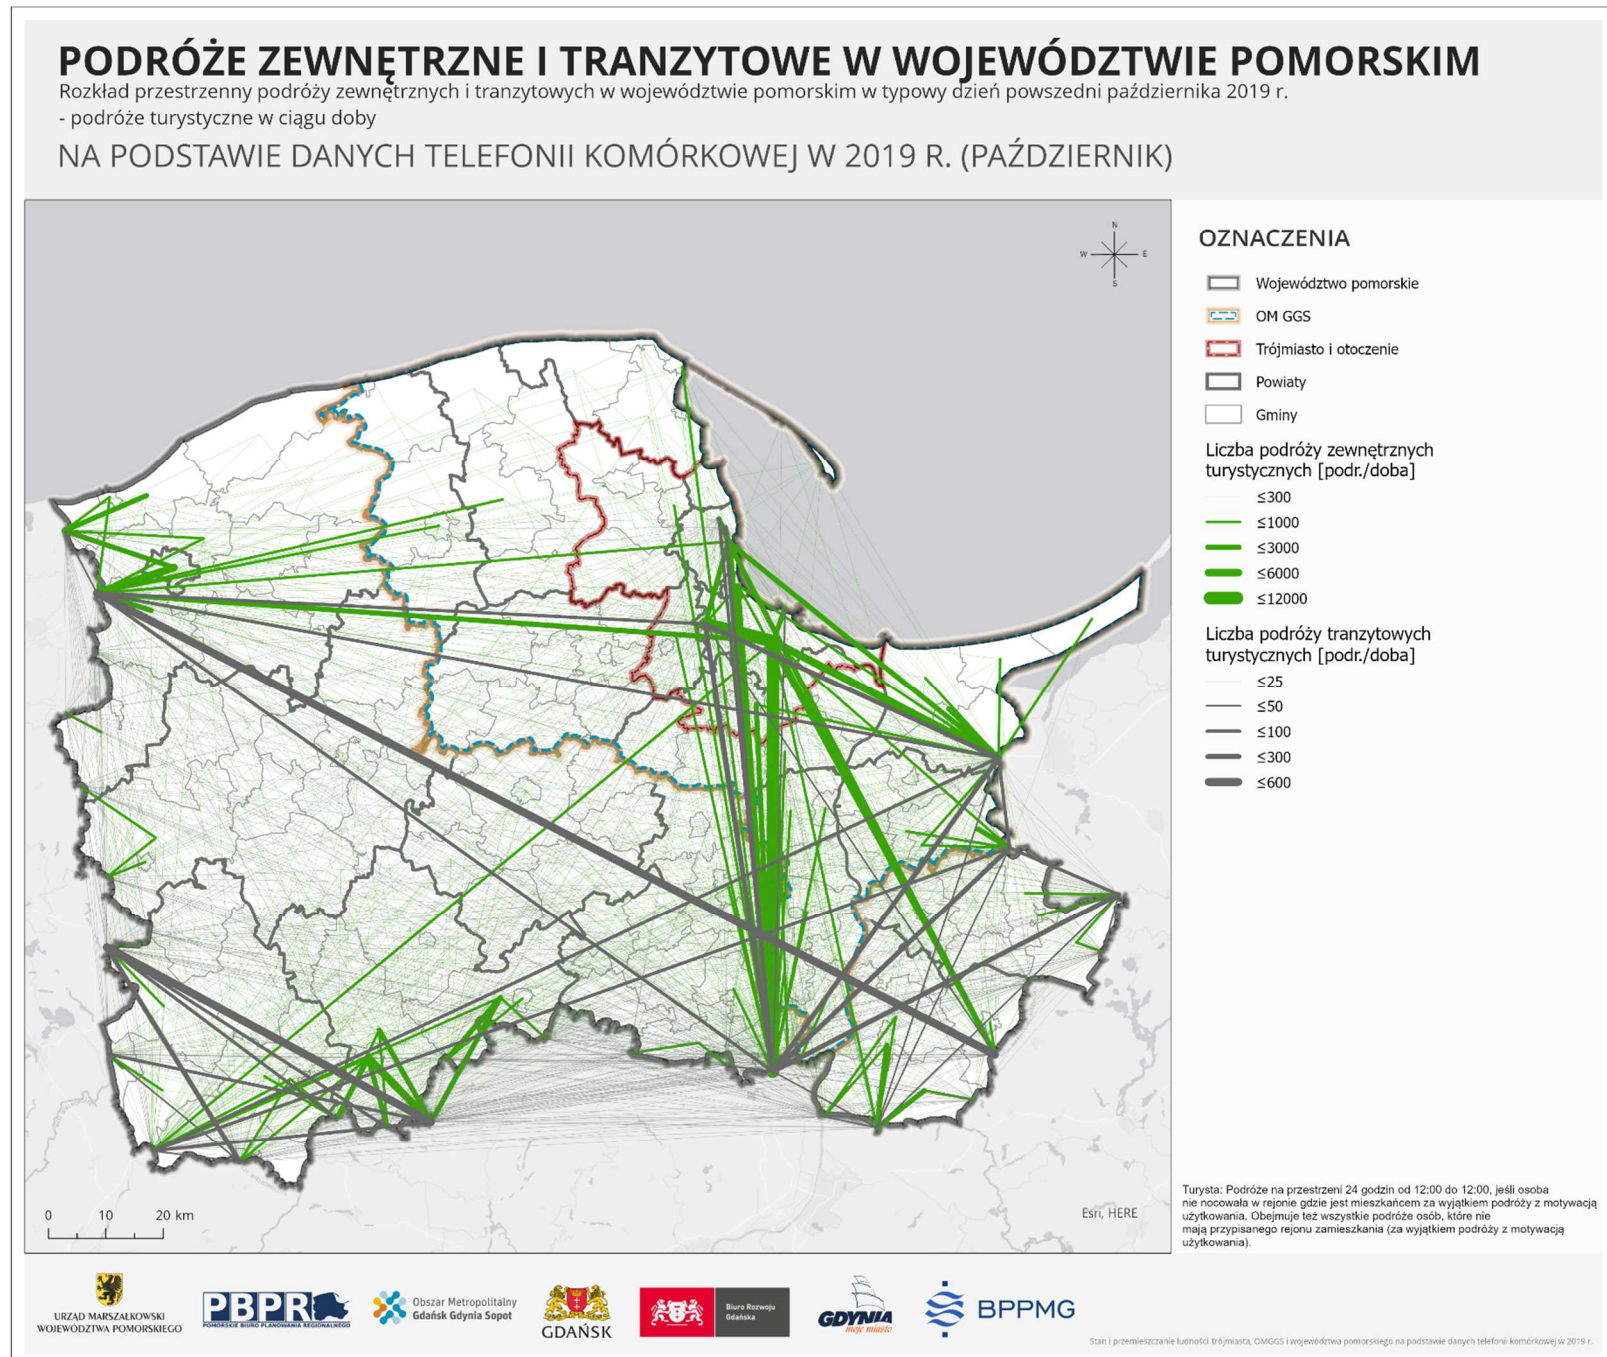 PODRÓŻE ZEWNĘTRZNE I TRANZYTOWE W WOJEWÓDZTWIE POMORSKIM
Rozkład przestrzenny podróży zewnętrznych i tranzytowych w województwie pomorskim w typowy dzień powszedni października 2019 r.
- podróże turystyczne w ciągu doby
NA PODSTAWIE DANYCH TELEFONII KOMÓRKOWEJ W 2019 R. (PAŹDZIERNIK)
N
W E
S
OZNACZENIA
Województwo pomorskie
OM GGS
Trójmiasto i otoczenie
Powiaty
Gminy
Liczba podróży zewnętrznych
turystycznych [podr./doba]
≤300
≤1000
≤3000
≤6000
≤12000
Liczba podróży tranzytowych
turystycznych [podr./doba]
≤25
≤50
≤100
≤300
≤600
Turysta: Podróże na przestrzeni 24 godzin od 12:00 do 12:00, jeśli osoba
nie nocowała w rejonie gdzie jest mieszkańcem za wyjątkiem podróży z motywacją
użytkowania. Obejmuje też wszystkie podróże osób, które nie
mają przypisanego rejonu zamieszkania (za wyjątkiem podróży z motywacją
użytkowania).
0 10 20 km
Esri, HERE
URZĄD MARSZAŁKOWSKI
WOJEWÓDZTWA POMORSKIEGO
PBPR
POMORSKIE BIURO PLANOWANIA REGIONALNEGO
Obszar Metropolitalny
Gdańsk Gdynia Sopot
GDAŃSK
Biuro Rozwoju
Gdańska
GDYNIA
moje miasto
BPPMG
Stan i przemieszczanie ludności Trójmiasta, OMGGS i województwa pomorskiego na podstawie danych telefonii komórkowej w 2019 r.